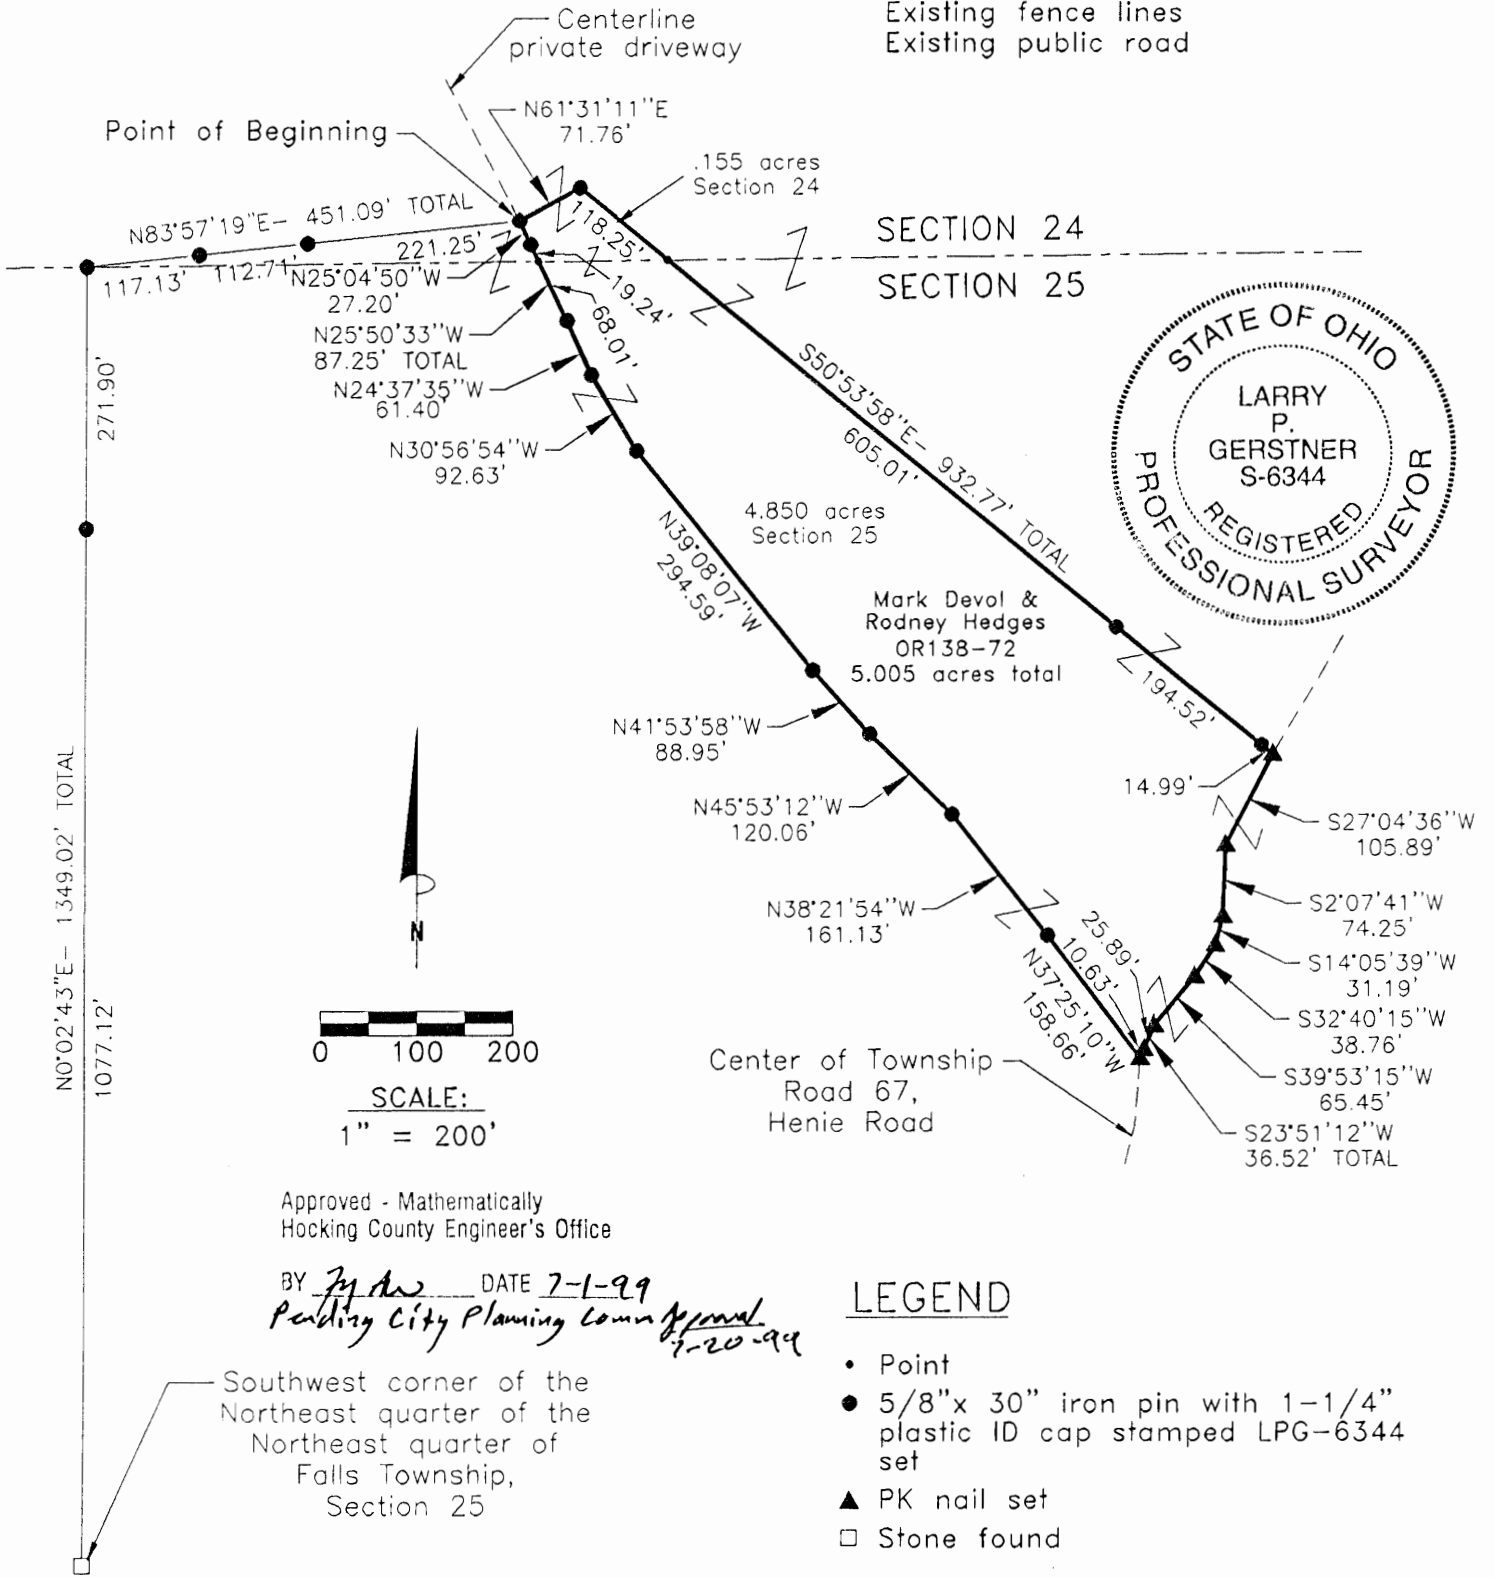 Existing fence lines
Existing public road
Centerline
private driveway
N61°31'11"E
71.76'
Point of Beginning
.155 acres
Section 24
N83°57'19"E- 451.09' TOTAL
118.25'
221.25'
SECTION 24
SECTION 25
117.13'
112.71'
N25°04'50"W
27.20'
19.24'
N25°50'33"W
87.25' TOTAL
68.01'
N24°37'35"W
61.40'
N30°56'54"W
92.63'
271.90'
S50°53'58"E- 932.77' TOTAL
605.01'
STATE OF OHIO
LARRY
P.
GERSTNER
S-6344
REGISTERED
PROFESSIONAL SURVEYOR
4.850 acres
Section 25
N39°08'07"W
294.59'
Mark Devol &
Rodney Hedges
OR138-72
5.005 acres total
194.52'
N41°53'58"W
88.95'
14.99'
N45°53'12"W
120.06'
S27°04'36"W
105.89'
N38°21'54"W
161.13'
S2°07'41"W
74.25'
25.89'
10.63'
S14°05'39"W
31.19'
N37°25'10"W
158.66'
S32°40'15"W
38.76'
S39°53'15"W
65.45'
S23°51'12"W
36.52' TOTAL
N0°02'43"E- 1349.02' TOTAL
1077.12'
N
0 100 200
SCALE:
1" = 200'
Center of Township
Road 67,
Henie Road
Approved - Mathematically
Hocking County Engineer's Office
BY DATE 7-1-99
Pending City Planning Comm Approval
7-20-99
Southwest corner of the
Northeast quarter of the
Northeast quarter of
Falls Township,
Section 25
LEGEND
Point
5/8"x 30" iron pin with 1-1/4"
plastic ID cap stamped LPG-6344
set
PK nail set
Stone found